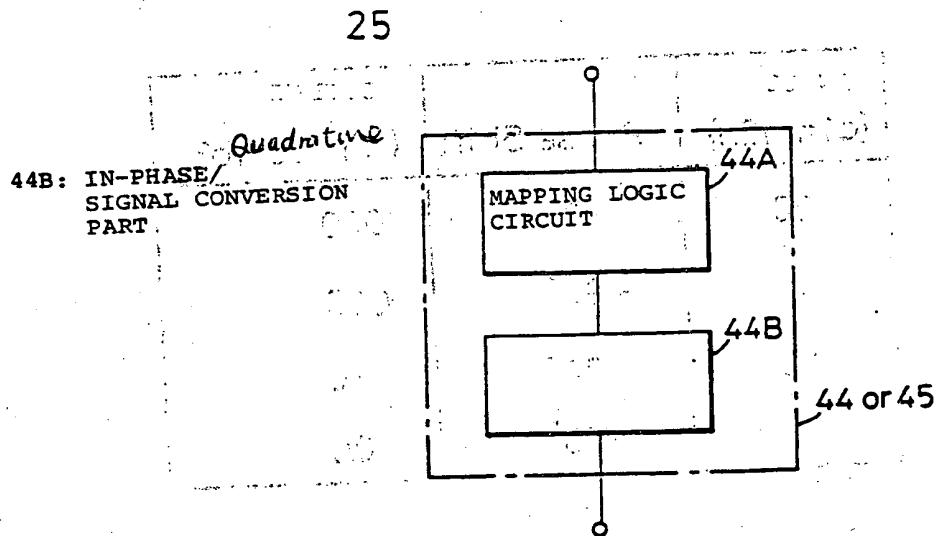 25
Quadrature
44B: IN-PHASE/
SIGNAL CONVERSION
PART
44A
MAPPING LOGIC
CIRCUIT
44B
44 or 45